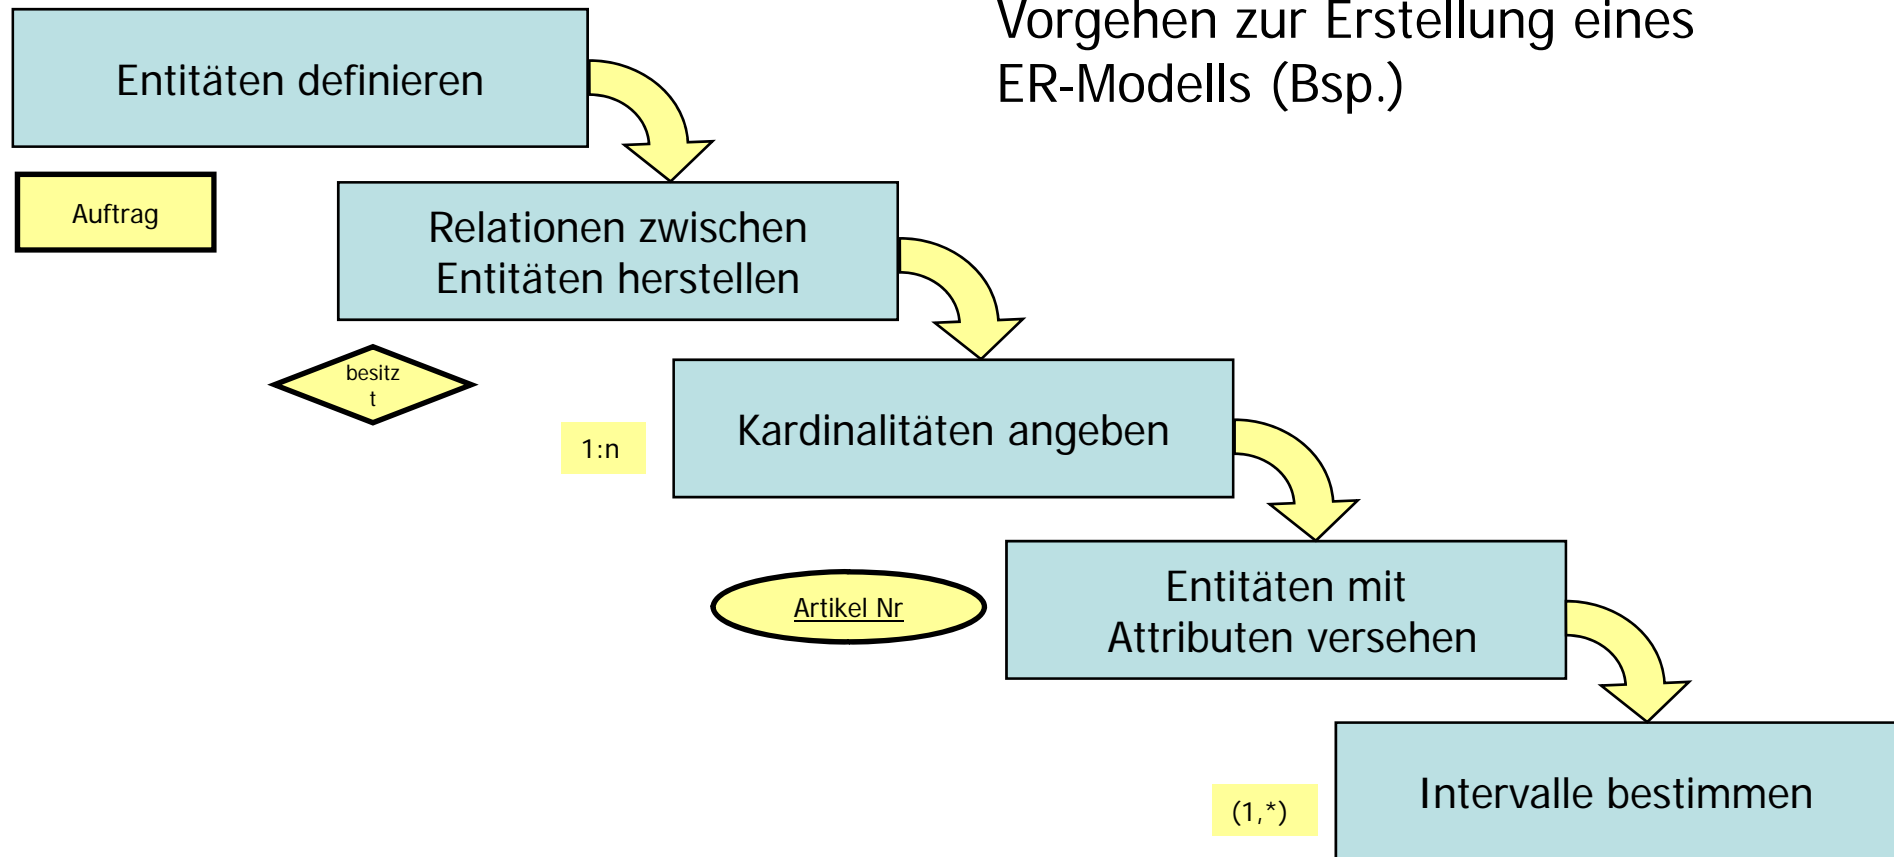 Vorgehen zur Erstellung eines
ER-Modells (Bsp.)
Entitäten definieren
Auftrag
Relationen zwischen
Entitäten herstellen
besitz
t
Kardinalitäten angeben
1:n
Entitäten mit
Attributen versehen
Artikel Nr
Intervalle bestimmen
(1,*)